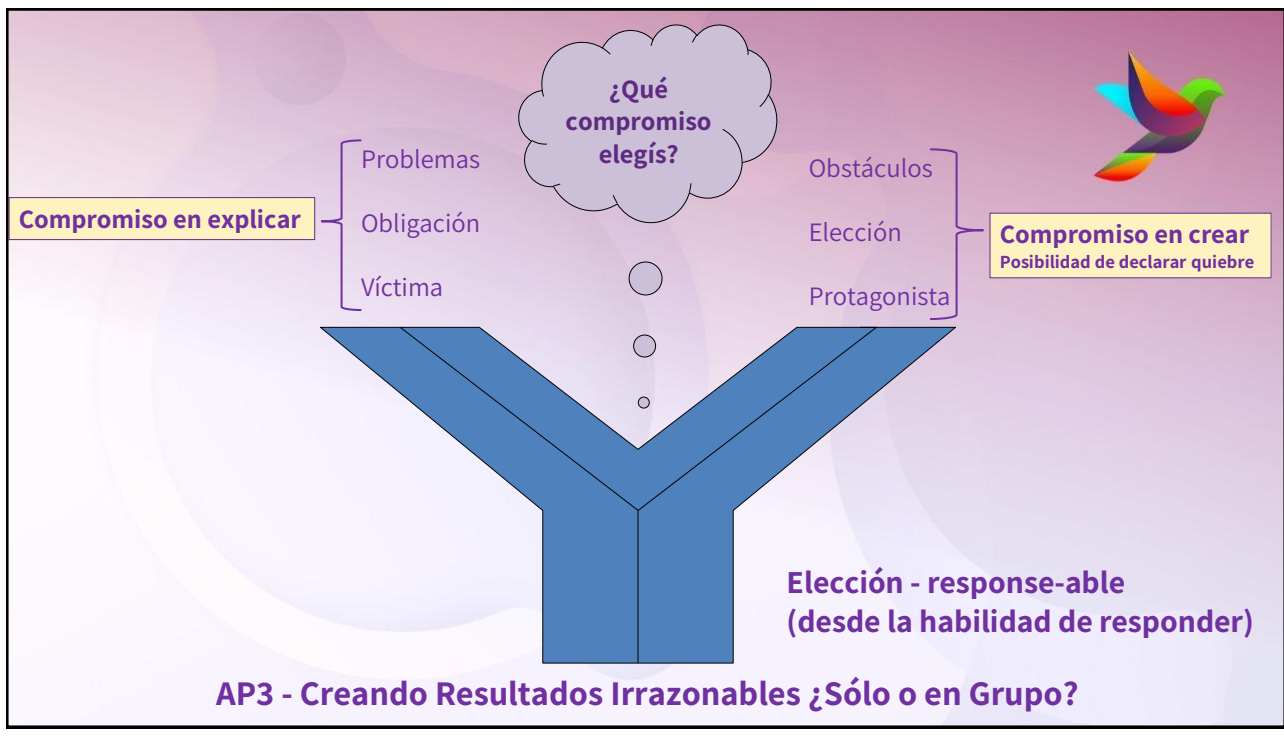 ¿Qué
compromiso
elegís?
Problemas
Obligación
Víctima
Compromiso en explicar
Obstáculos
Elección
Protagonista
Compromiso en crear
Posibilidad de declarar quiebre
Elección - response-able
(desde la habilidad de responder)
AP3 - Creando Resultados Irrazonables ¿Sólo o en Grupo?